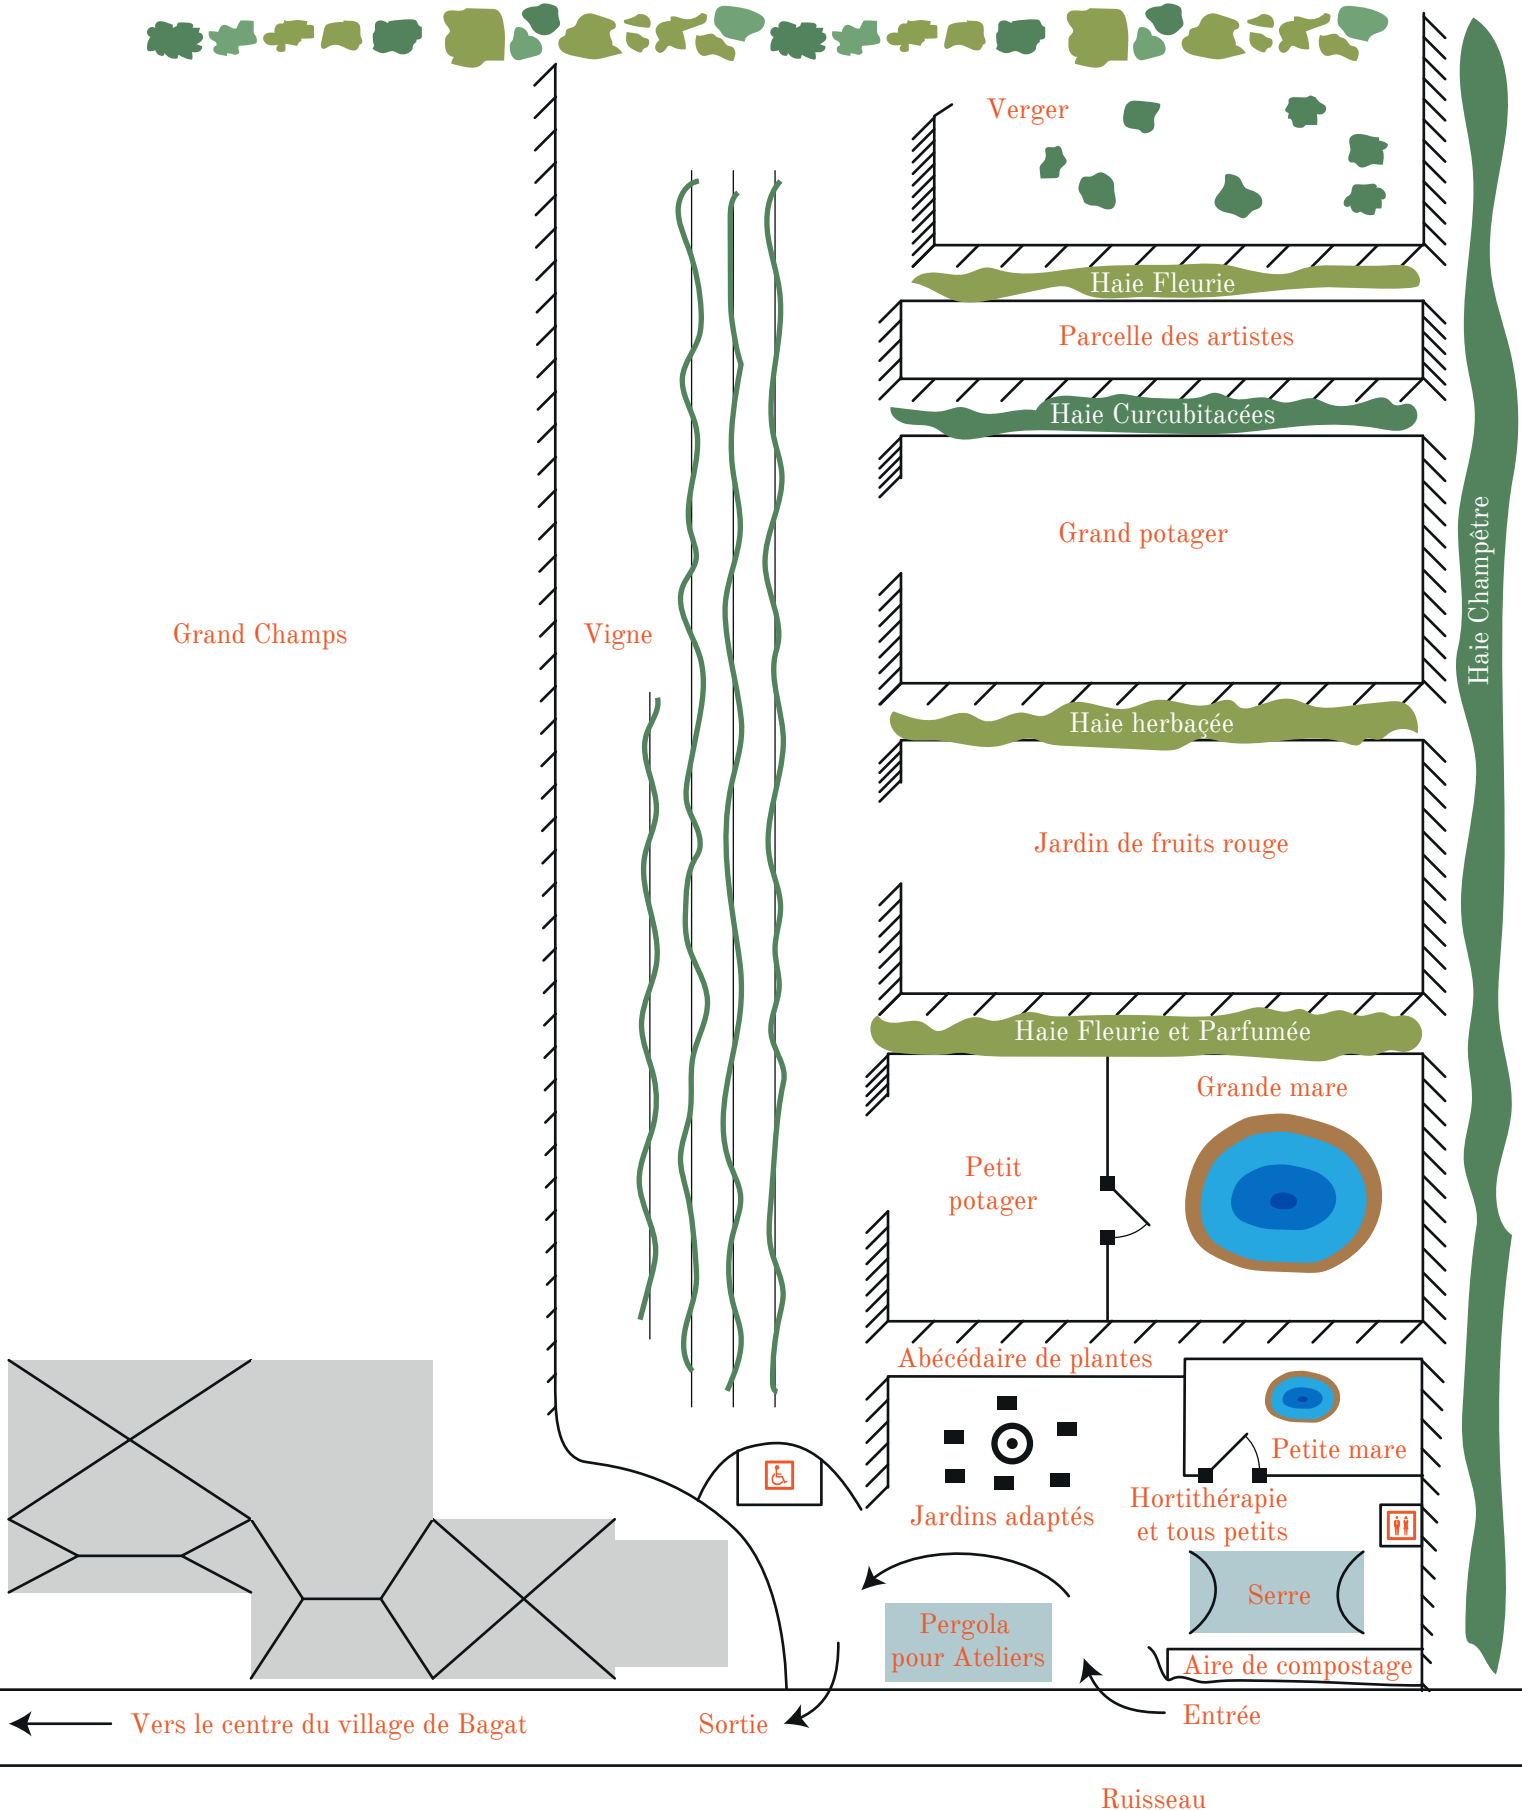 Verger
Haie Fleurie
Parcelle des artistes
Haie Curcubitacées
Grand potager
Haie Champêtre
Grand Champs
Vigne
Haie herbaçée
Jardin de fruits rouge
Haie Fleurie et Parfumée
Grande mare
Petit
potager
Abécédaire de plantes
Petite mare
Jardins adaptés
Hortithérapie
et tous petits
Serre
Pergola
pour Ateliers
Aire de compostage
Vers le centre du village de Bagat
Sortie
Entrée
Ruisseau